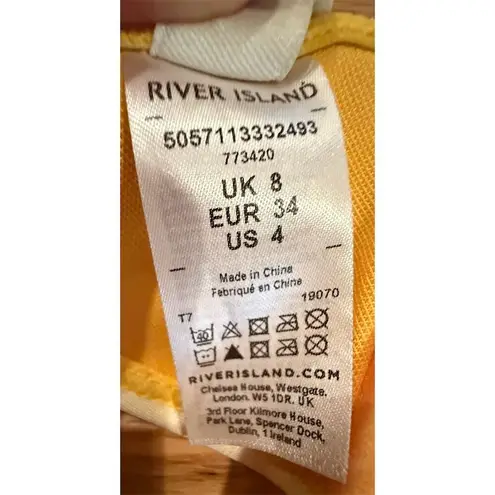 RIVER ISLAND
5057113332493
773420
UK 8
EUR 34
US 4
Made in China
Fabriqué en Chine
19070
T7
40
RIVERISLAND.COM
Chelsea House, Westgate,
London. W5 1DR. UK
3rd Floor Kilmore House,
Park Lane, Spencer Dock,
Dublin, 1 Ireland